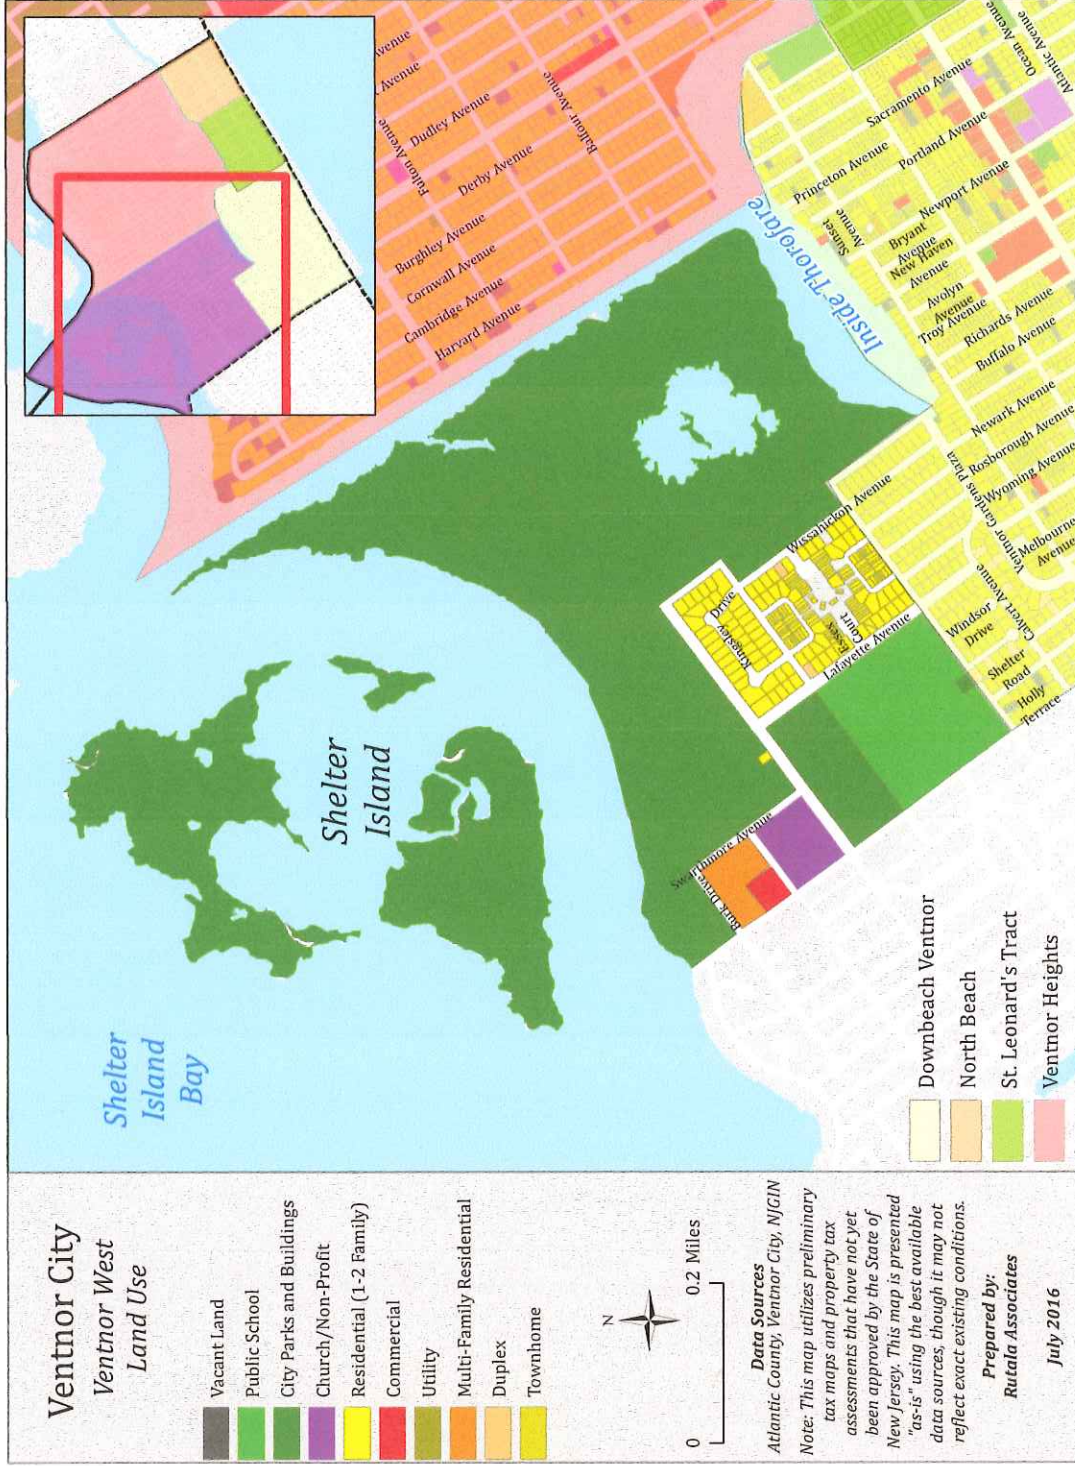 Ventnor City
Ventnor West
Land Use
Vacant Land
Public School
City Parks and Buildings
Church/Non-Profit
Residential (1-2 Family)
Commercial
Utility
Multi-Family Residential
Duplex
Townhome
N
0
0.2 Miles
Data Sources
Atlantic County, Ventnor City, NJGIN
Note: This map utilizes preliminary
tax maps and property tax
assessments that have not yet
been approved by the State of
New Jersey. This map is presented
"as-is" using the best available
data sources, though it may not
reflect exact existing conditions.
Prepared by:
Rutala Associates
July 2016
Shelter
Island
Bay
Shelter
Island
Inside Thorofare
Downbeach Ventnor
North Beach
St. Leonard's Tract
Ventnor Heights
Burk Drive
Swarthmore Avenue
Kingsley Drive
Essex
Court
Lafayette Avenue
Wissahickon Avenue
Holly
Terrace
Shelter
Road
Windsor
Drive
Calvert Avenue
Ventnor Gardens Plaza
Melbourne
Avenue
Wyoming Avenue
Rosborough Avenue
Newark Avenue
Buffalo Avenue
Richards Avenue
Troy Avenue
Avolyn
Avenue
New Haven
Avenue
Bryant
Avenue
Sunset
Avenue
Newport Avenue
Princeton Avenue
Portland Avenue
Sacramento Avenue
Atlantic Avenue
Ocean Avenue
Harvard Avenue
Cambridge Avenue
Cornwall Avenue
Burghley Avenue
Derby Avenue
Dudley Avenue
Fulton Avenue
Balfour Avenue
Avenue